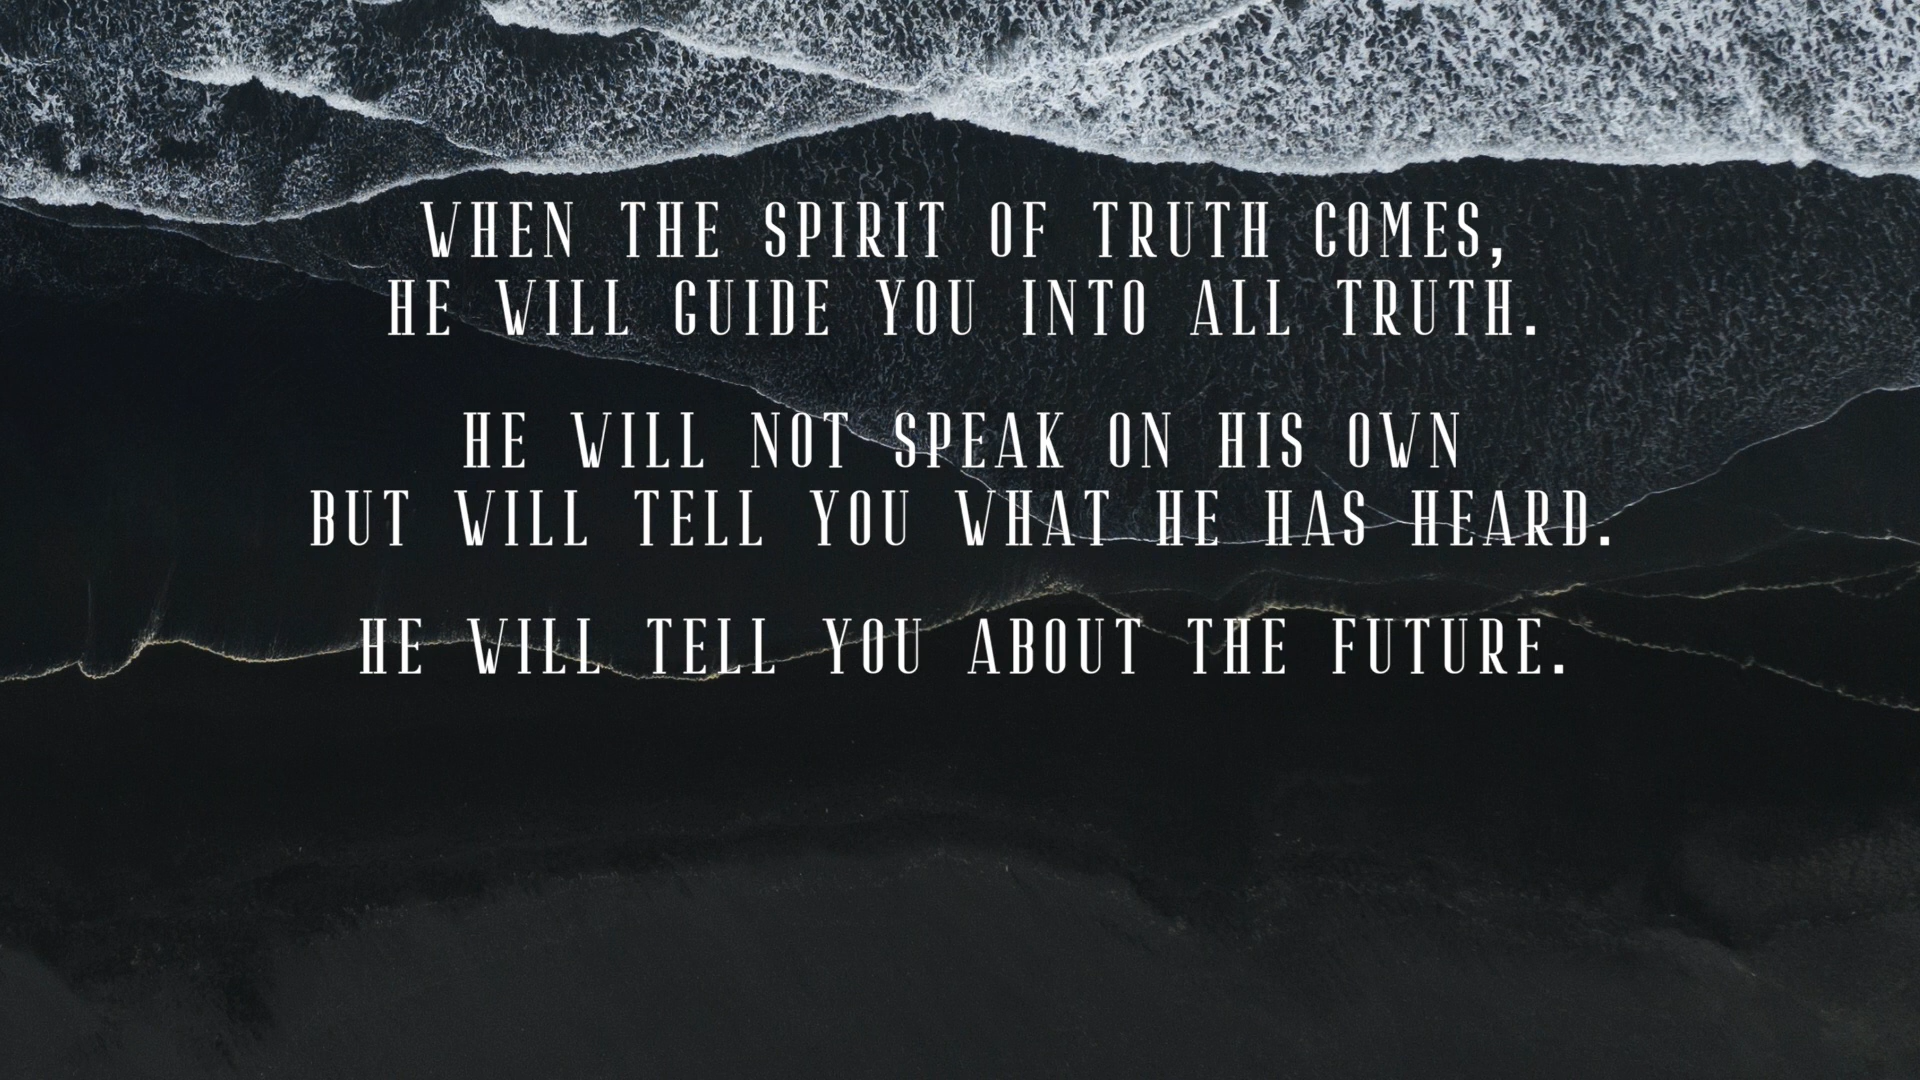 WHEN THE SPIRIT OF TRUTH COMES,
HE WILL GUIDE YOU INTO ALL TRUTH.
HE WILL NOT SPEAK ON HIS OWN
BUT WILL TELL YOU WHAT HE HAS HEARD.
HE WILL TELL YOU ABOUT THE FUTURE.